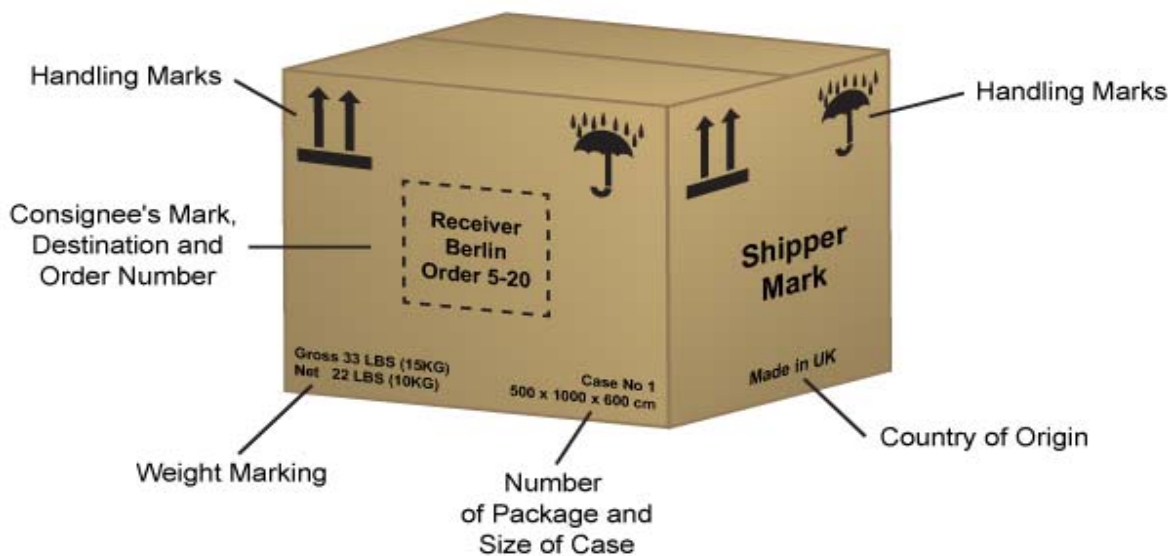 Handling Marks
Handling Marks
Consignee's Mark,
Destination and
Order Number
Receiver
Berlin
Order 5-20
Shipper
Mark
Gross 33 LBS (15KG)
Net 22 LBS (10KG)
Case No 1
500 x 1000 x 600 cm
Made in UK
Weight Marking
Number
of Package and
Size of Case
Country of Origin